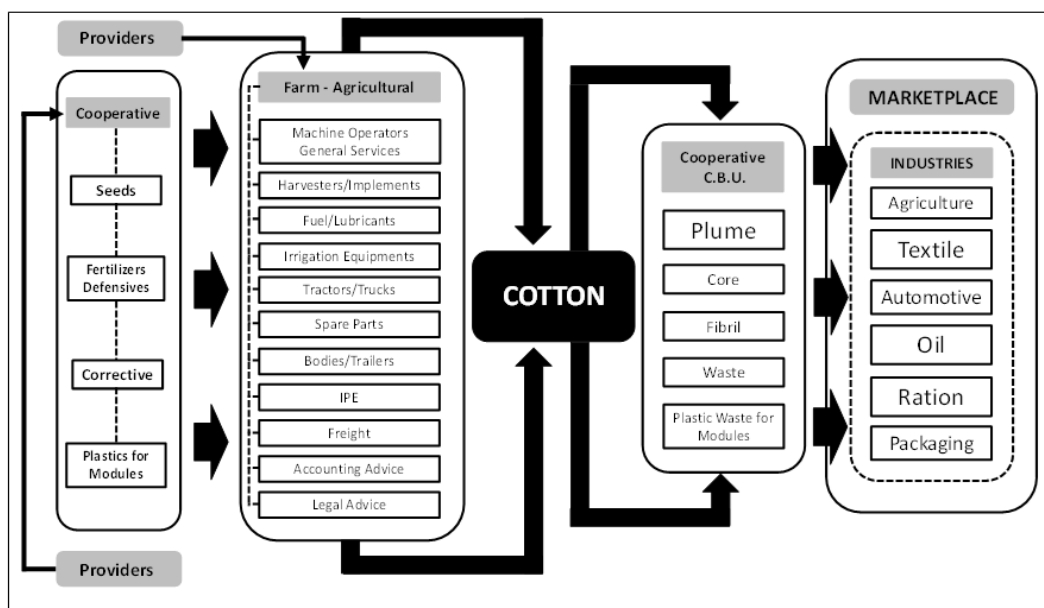 Providers
Cooperative
Seeds
Fertilizers
Defensives
Corrective
Plastics for
Modules
Providers
Farm - Agricultural
Machine Operators
General Services
Harvesters/Implements
Fuel/Lubricants
Irrigation Equipments
Tractors/Trucks
Spare Parts
Bodies/Trailers
IPE
Freight
Accounting Advice
Legal Advice
COTTON
Cooperative
C.B.U.
Plume
Core
Fibril
Waste
Plastic Waste for
Modules
MARKETPLACE
INDUSTRIES
Agriculture
Textile
Automotive
Oil
Ration
Packaging